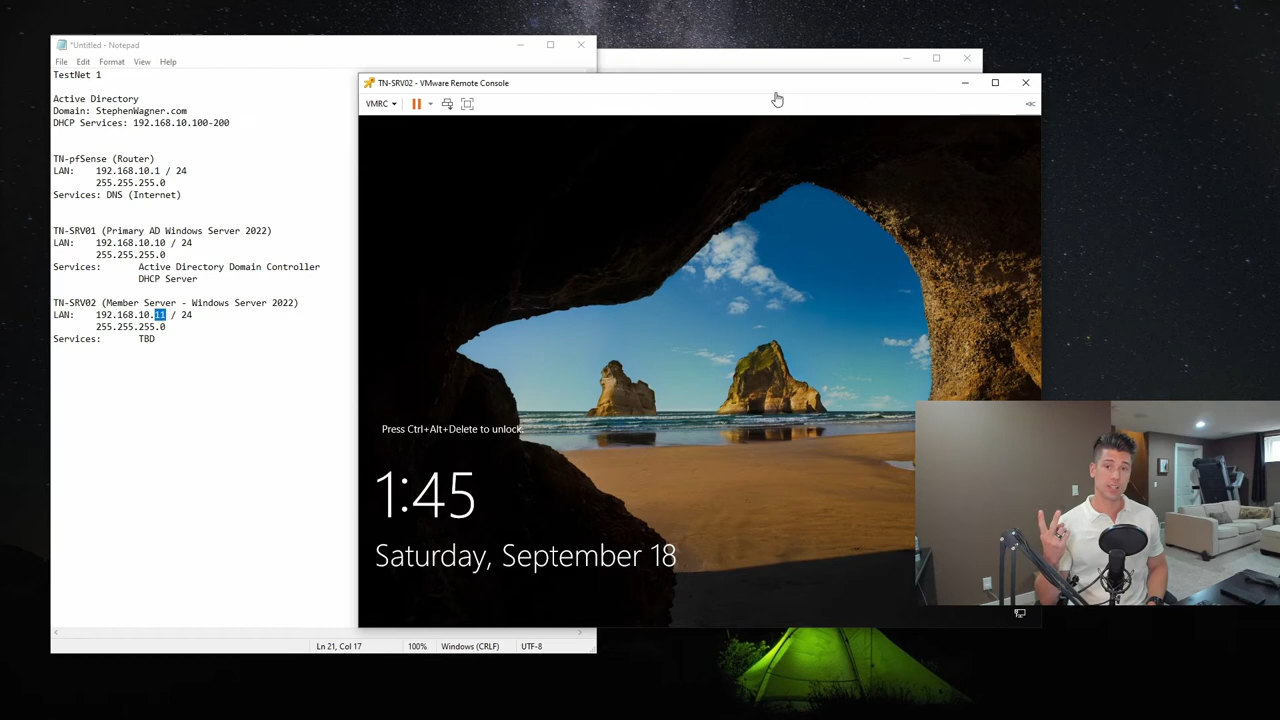 *Untitled - Notepad
File Edit Format View Help
TestNet 1
Active Directory
Domain: StephenWagner.com
DHCP Services: 192.168.10.100-200
TN-pfSense (Router)
LAN: 192.168.10.1 / 24
255.255.255.0
Services: DNS (Internet)
TN-SRV01 (Primary AD Windows Server 2022)
LAN: 192.168.10.10 / 24
255.255.255.0
Services: Active Directory Domain Controller
DHCP Server
TN-SRV02 (Member Server - Windows Server 2022)
LAN: 192.168.10.11 / 24
255.255.255.0
Services: TBD
Ln 21, Col 17 100% Windows (CRLF) UTF-8
TN-SRV02 - VMware Remote Console
VMRC
Press Ctrl+Alt+Delete to unlock.
1:45
Saturday, September 18